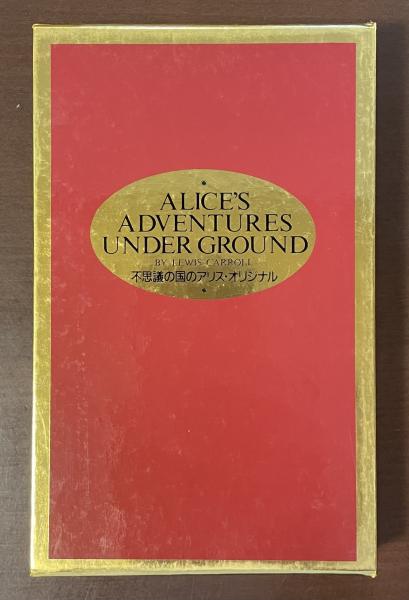 ALICE'S
ADVENTURES
UNDER GROUND
BY LEWIS CARROLL
不思議の国のアリス・オリジナル